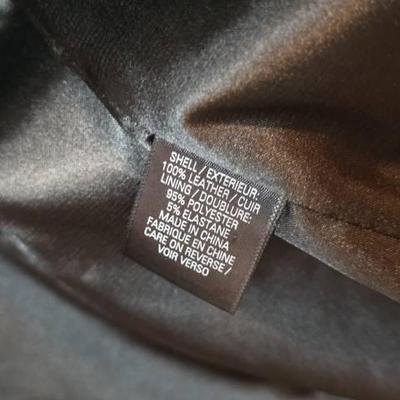 SHELL / EXTERIEUR:
100% LEATHER / CUIR
LINING / DOUBLURE:
95% POLYESTER
5% ELASTANE
MADE IN CHINA
FABRIQUE EN CHINE
CARE ON REVERSE /
VOIR VERSO